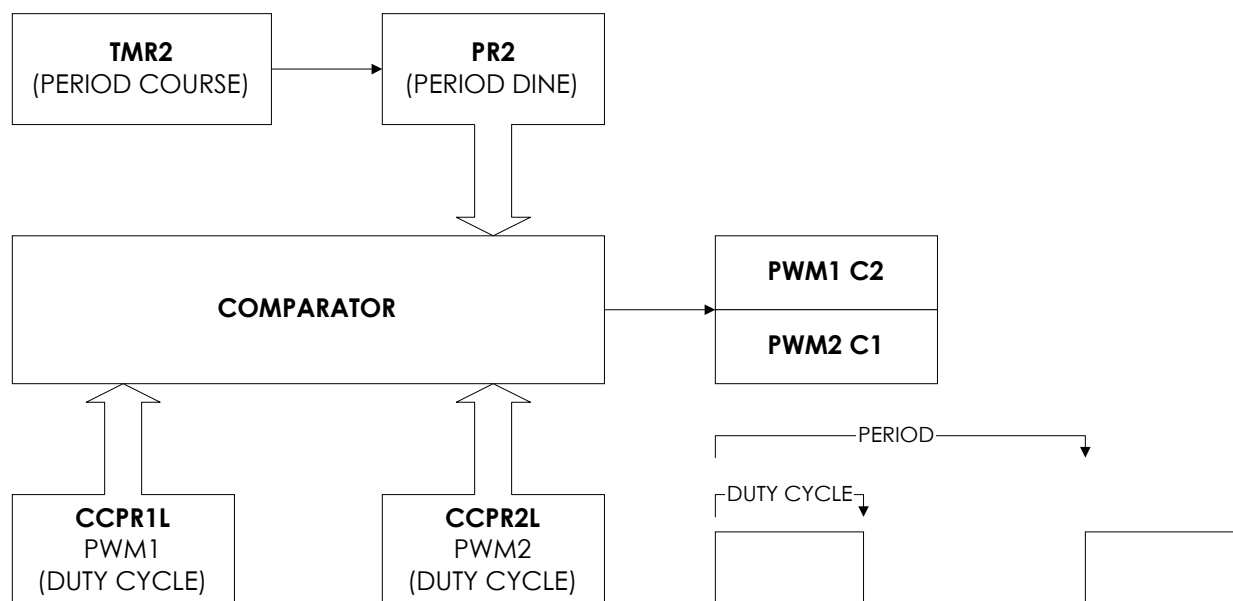 TMR2
(PERIOD COURSE)
PR2
(PERIOD DINE)
COMPARATOR
PWM1 C2
PWM2 C1
PERIOD
DUTY CYCLE
CCPR1L
PWM1
(DUTY CYCLE)
CCPR2L
PWM2
(DUTY CYCLE)